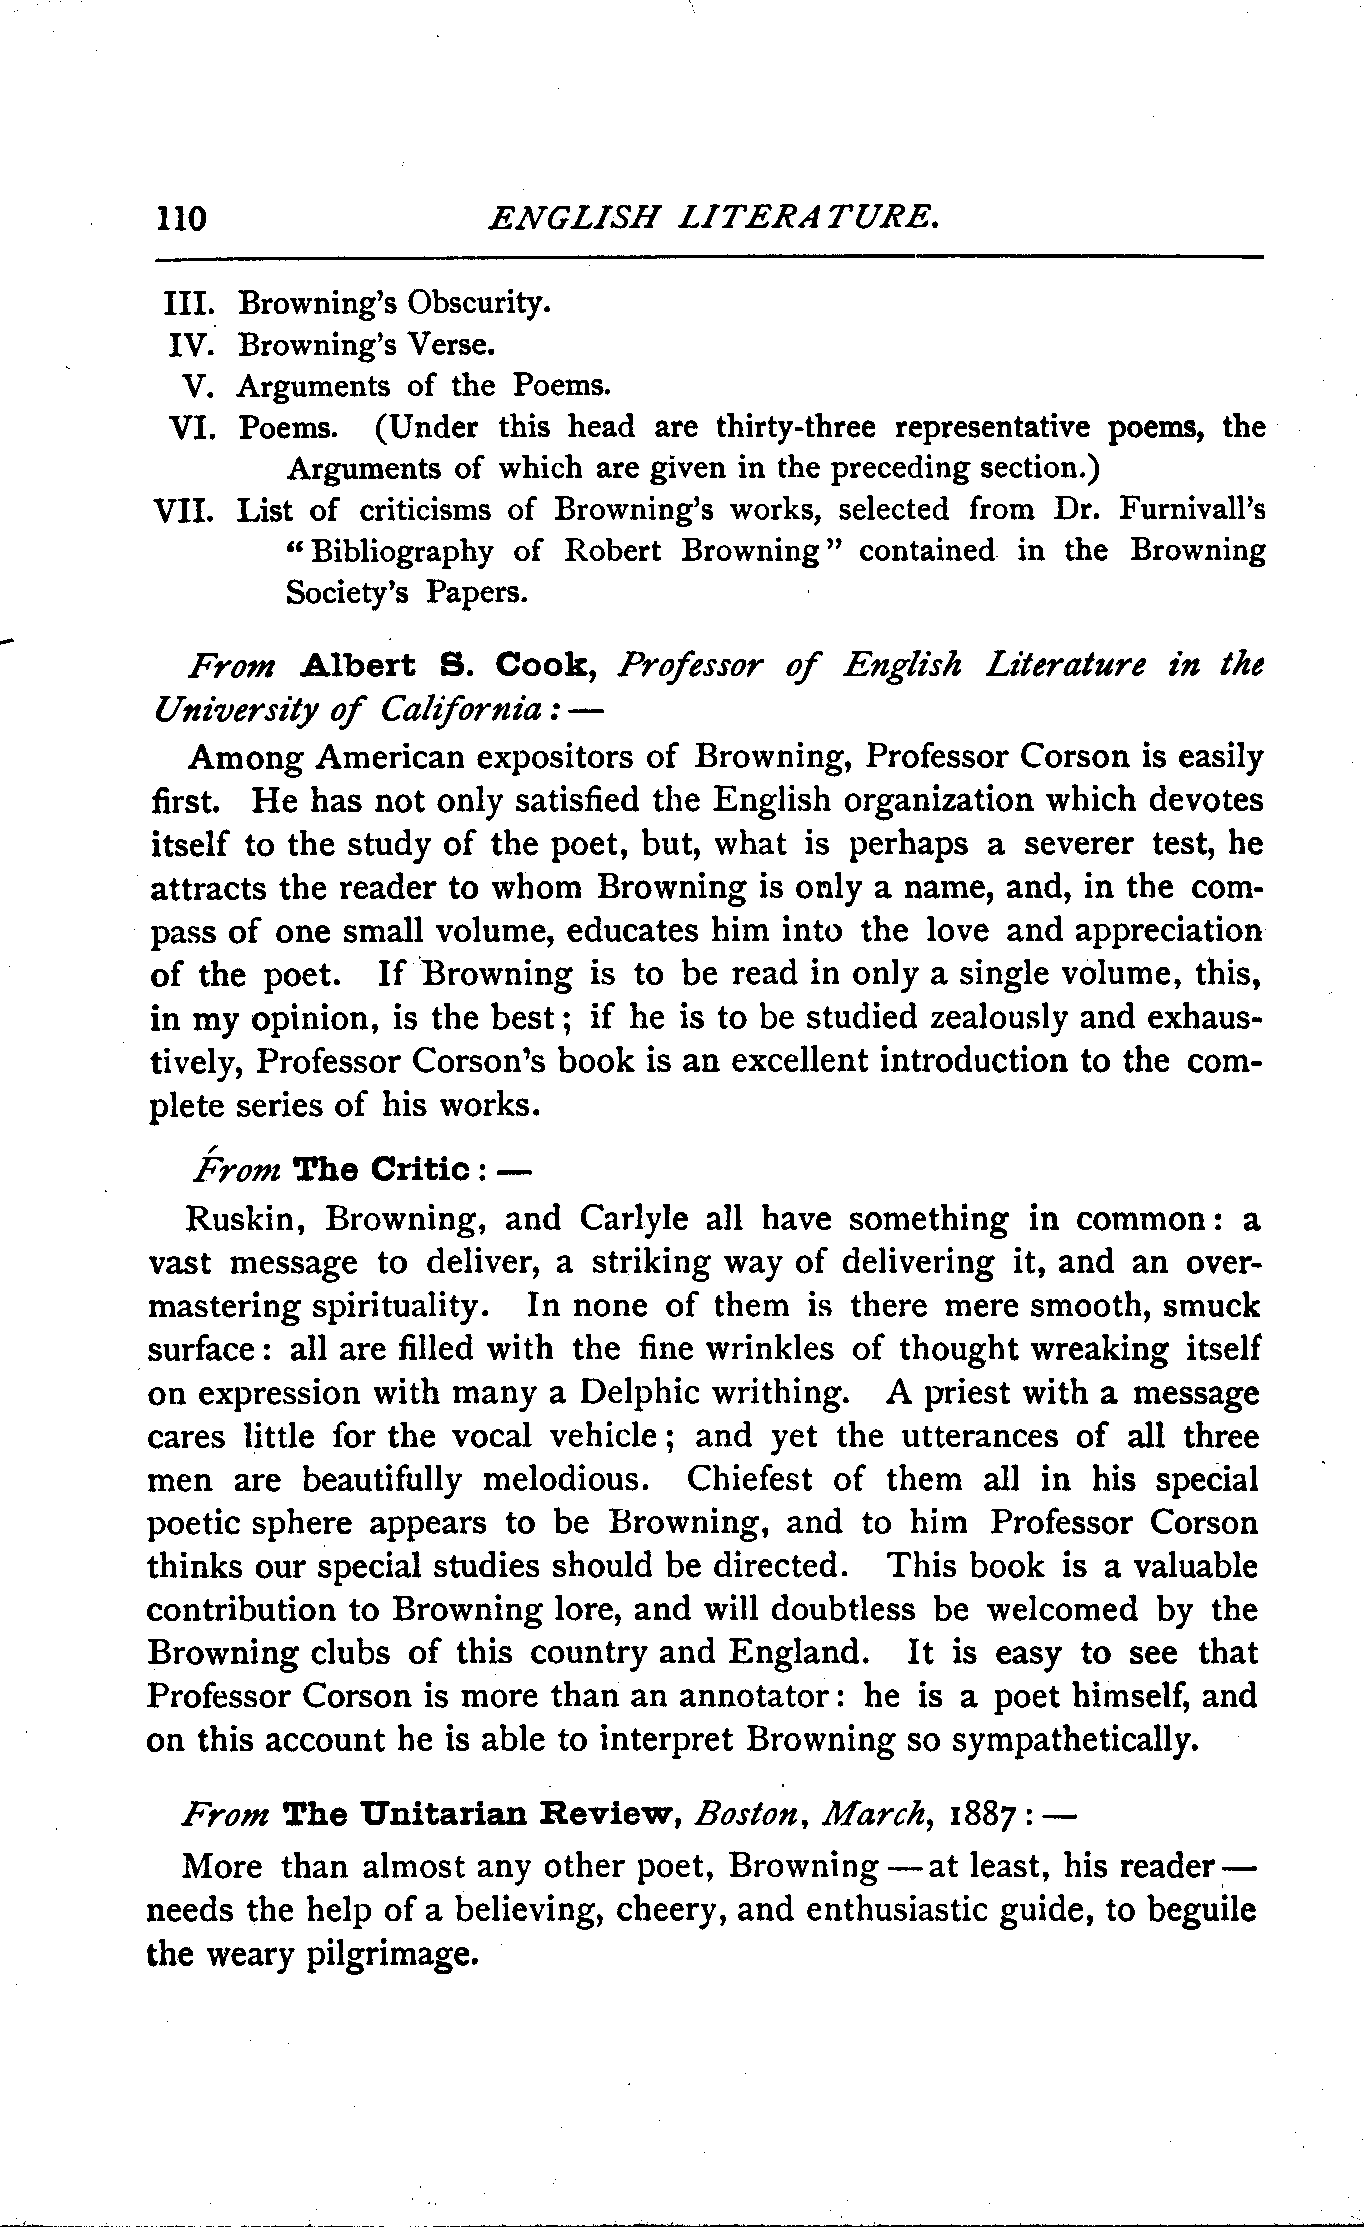 110 ENGLISH LITERATURE.
III. Browning's Obscurity.
IV. Browning's Verse.
V. Arguments of the Poems.
VI. Poems. (Under this head are thirty-three representative poems, the
Arguments of which are given in the preceding section.)
VII. List of criticisms of Browning's works, selected from Dr. Furnivall's
"Bibliography of Robert Browning" contained in the Browning
Society's Papers.
From Albert S. Cook, Professor of English Literature in the
University of California : —
Among American expositors of Browning, Professor Corson is easily
first. He has not only satisfied the English organization which devotes
itself to the study of the poet, but, what is perhaps a severer test, he
attracts the reader to whom Browning is only a name, and, in the com-
pass of one small volume, educates him into the love and appreciation
of the poet. If Browning is to be read in only a single volume, this,
in my opinion, is the best; if he is to be studied zealously and exhaus-
tively, Professor Corson's book is an excellent introduction to the com-
plete series of his works.
From The Critic : —
Ruskin, Browning, and Carlyle all have something in common: a
vast message to deliver, a striking way of delivering it, and an over-
mastering spirituality. In none of them is there mere smooth, smuck
surface: all are filled with the fine wrinkles of thought wreaking itself
on expression with many a Delphic writhing. A priest with a message
cares little for the vocal vehicle; and yet the utterances of all three
men are beautifully melodious. Chiefest of them all in his special
poetic sphere appears to be Browning, and to him Professor Corson
thinks our special studies should be directed. This book is a valuable
contribution to Browning lore, and will doubtless be welcomed by the
Browning clubs of this country and England. It is easy to see that
Professor Corson is more than an annotator: he is a poet himself, and
on this account he is able to interpret Browning so sympathetically.
From The Unitarian Review, Boston, March, 1887 : —
More than almost any other poet, Browning — at least, his reader —
needs the help of a believing, cheery, and enthusiastic guide, to beguile
the weary pilgrimage.